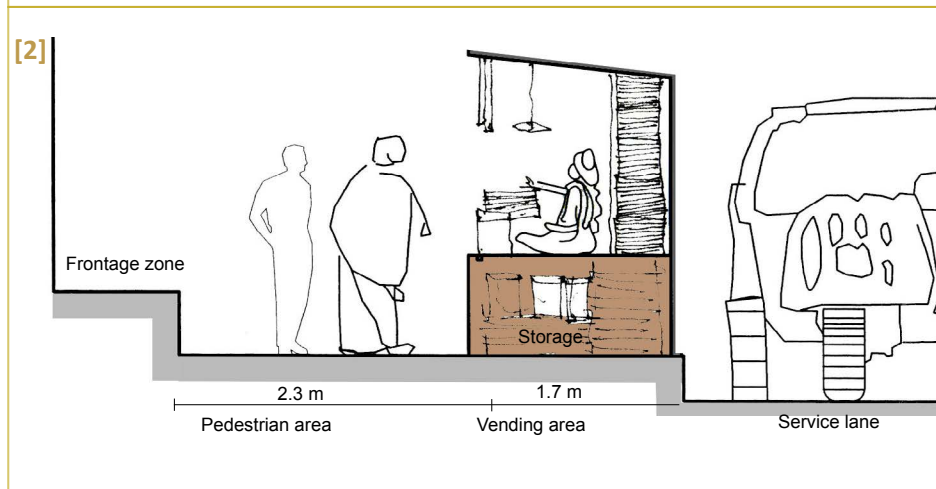 [2]
Frontage zone
Storage
2.3 m
1.7 m
Pedestrian area
Vending area
Service lane